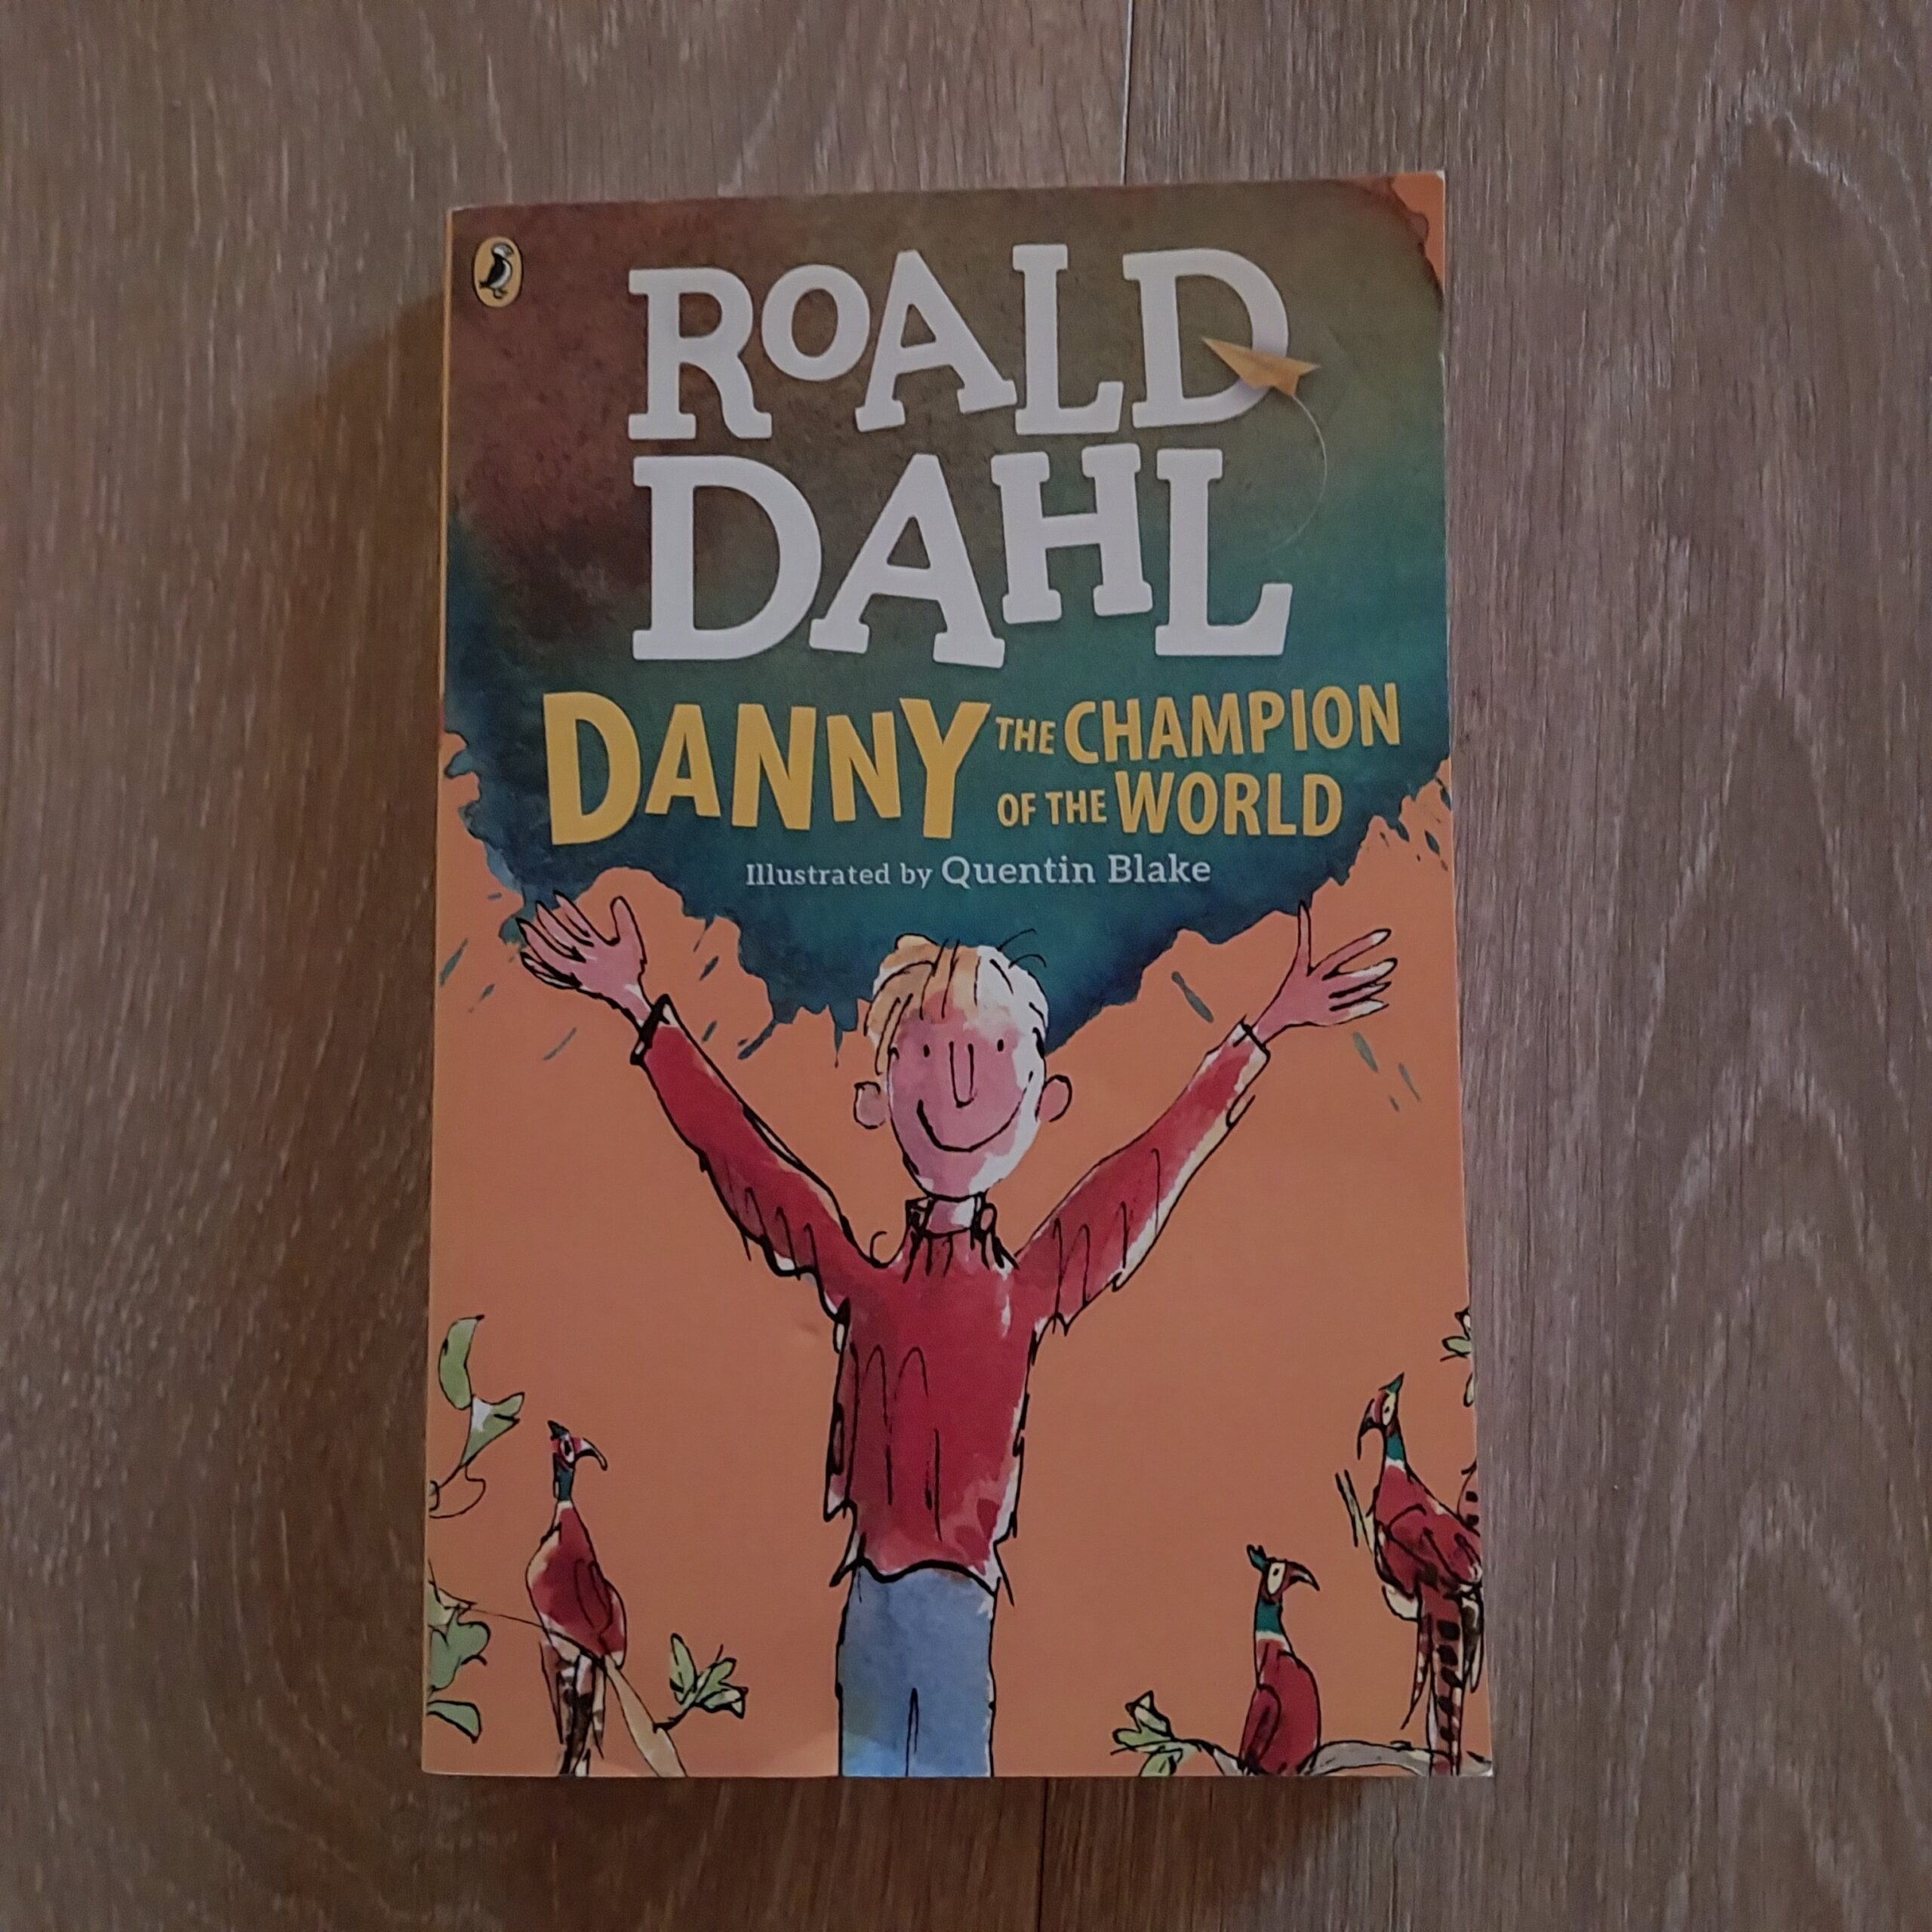 ROALD
DAHL
DANNY THE CHAMPION
OF THE WORLD
Illustrated by Quentin Blake